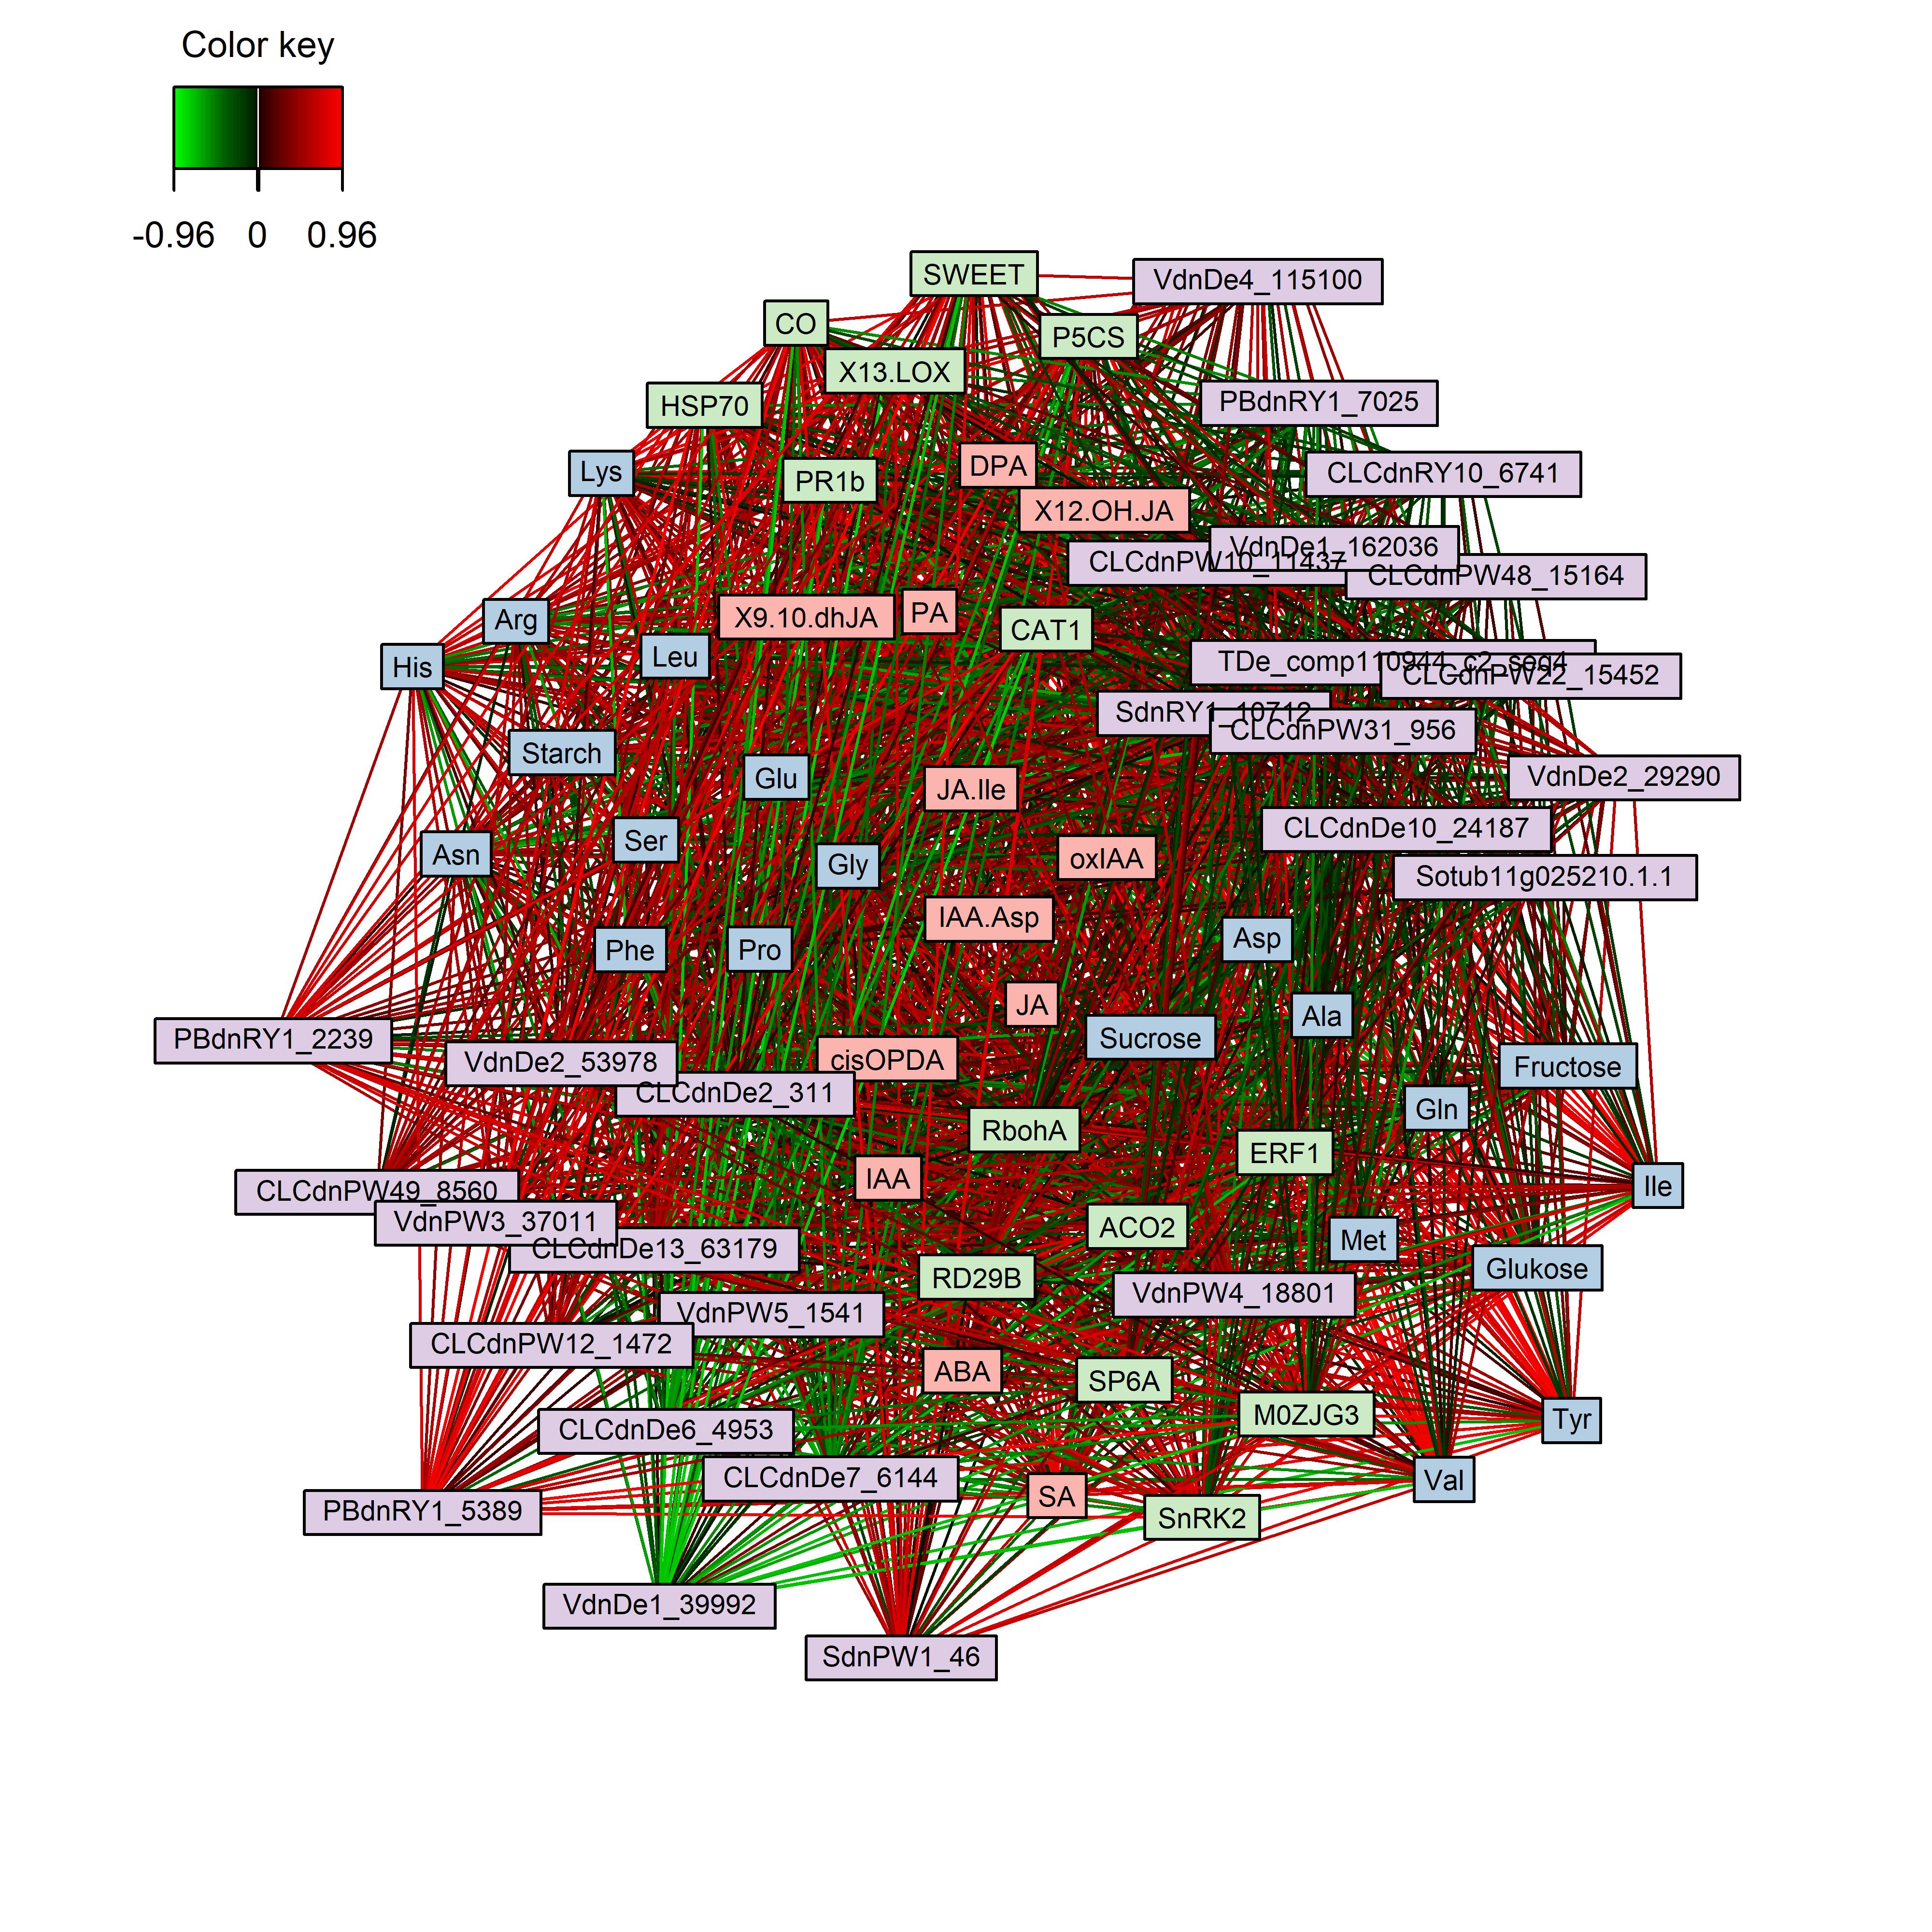 Color key
-0.96 0 0.96
SWEET
VdnDe4_115100
CO
P5CS
X13.LOX
HSP70
PBdnRY1_7025
Lys
PR1b
DPA
CLCdnRY10_6741
X12.OH.JA
VdnDe1_162036
CLCdnPW10_11437
CLCdnPW48_15164
X9.10.dhJA
PA
Arg
CAT1
Leu
His
TDe_comp110944_c2_seq4
CLCdnPW22_15452
SdnRY1_10712
CLCdnPW31_956
Starch
Glu
JA.Ile
VdnDe2_29290
CLCdnDe10_24187
Ser
Asn
Gly
oxIAA
Sotub11g025210.1.1
IAA.Asp
Asp
Phe
Pro
JA
Ala
Sucrose
PBdnRY1_2239
VdnDe2_53978
cisOPDA
Fructose
CLCdnDe2_311
Gln
RbohA
ERF1
IAA
Ile
CLCdnPW49_8560
VdnPW3_37011
ACO2
Met
CLCdnDe13_63179
RD29B
Glukose
VdnPW4_18801
VdnPW5_1541
CLCdnPW12_1472
ABA
SP6A
M0ZJG3
Tyr
CLCdnDe6_4953
CLCdnDe7_6144
Val
SA
PBdnRY1_5389
SnRK2
VdnDe1_39992
SdnPW1_46